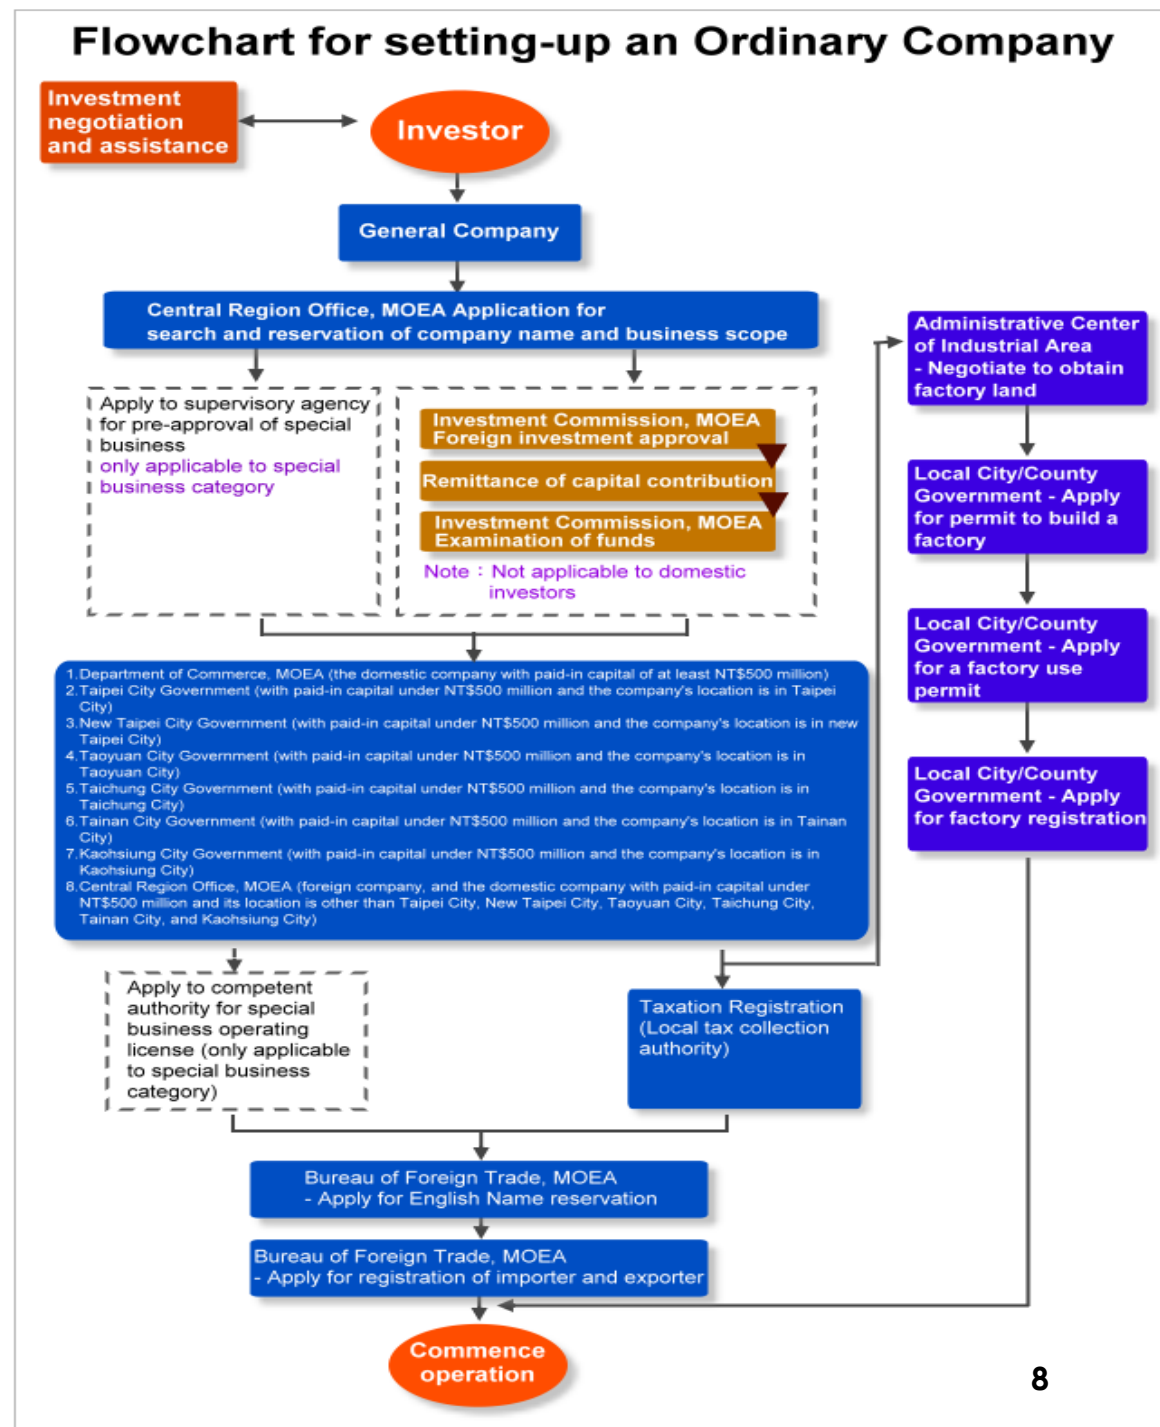 Flowchart for setting-up an Ordinary Company
Investment
negotiation
and assistance
Investor
General Company
Central Region Office, MOEA Application for
search and reservation of company name and business scope
Apply to supervisory agency
for pre-approval of special
business
only applicable to special
business category
Investment Commission, MOEA
Foreign investment approval
Remittance of capital contribution
Investment Commission, MOEA
Examination of funds
Note：Not applicable to domestic
investors
1.Department of Commerce, MOEA (the domestic company with paid-in capital of at least NT$500 million)
2.Taipei City Government (with paid-in capital under NT$500 million and the company's location is in Taipei
City)
3.New Taipei City Government (with paid-in capital under NT$500 million and the company's location is in new
Taipei City)
4.Taoyuan City Government (with paid-in capital under NT$500 million and the company's location is in
Taoyuan City)
5.Taichung City Government (with paid-in capital under NT$500 million and the company's location is in
Taichung City)
6.Tainan City Government (with paid-in capital under NT$500 million and the company's location is in Tainan
City)
7.Kaohsiung City Government (with paid-in capital under NT$500 million and the company's location is in
Kaohsiung City)
8.Central Region Office, MOEA (foreign company, and the domestic company with paid-in capital under
NT$500 million and its location is other than Taipei City, New Taipei City, Taoyuan City, Taichung City,
Tainan City, and Kaohsiung City)
Apply to competent
authority for special
business operating
license (only applicable
to special business
category)
Taxation Registration
(Local tax collection
authority)
Bureau of Foreign Trade, MOEA
- Apply for English Name reservation
Bureau of Foreign Trade, MOEA
- Apply for registration of importer and exporter
Commence
operation
Administrative Center
of Industrial Area
- Negotiate to obtain
factory land
Local City/County
Government - Apply
for permit to build a
factory
Local City/County
Government - Apply
for a factory use
permit
Local City/County
Government - Apply
for factory registration
8